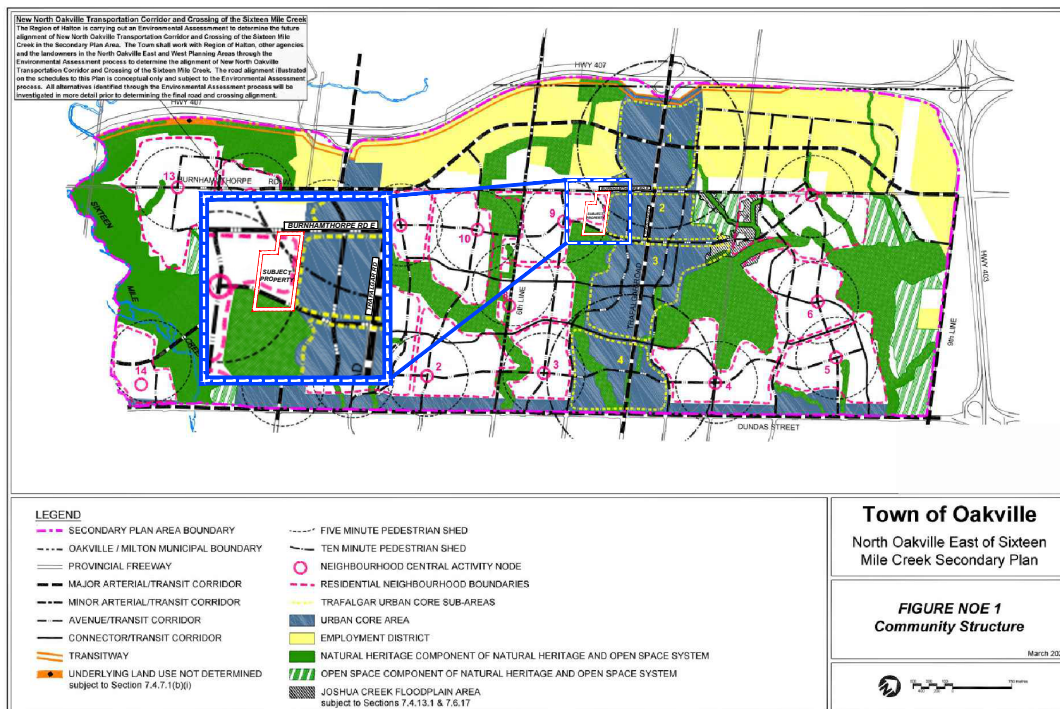 New North Oakville Transportation Corridor and Crossing of the Sixteen Mile Creek
The Region of Halton is carrying out an Environmental Assessment to determine the future
alignment of New North Oakville Transportation Corridor and Crossing of the Sixteen Mile
Creek in the Secondary Plan Area. The Town shall work with Region of Halton, other agencies
and the landowners in the North Oakville East and West Planning Areas through the
Environmental Assessment process to determine the alignment of New North Oakville
Transportation Corridor and Crossing of the Sixteen Mile Creek. The road alignment illustrated
on the schedules to this Plan is conceptual only and subject to the Environmental Assessment
process. All alternatives identified through the Environmental Assessment process will be
investigated in more detail prior to determining the final road and crossing alignment.
HWY 407
HWY 407
13
BURNHAMTHORPE RD W
BURNHAMTHORPE RD E
SIXTEEN
MILE
BURNHAMTHORPE RD E
SUBJECT
PROPERTY
TRAFALGAR RD
SUBJECT
PROPERTY
9
10
2
7
3
6th LINE
TRAFALGAR ROAD
HWY 403
9th LINE
6
14
2
3
4
4
5
DUNDAS STREET
LEGEND
SECONDARY PLAN AREA BOUNDARY
OAKVILLE / MILTON MUNICIPAL BOUNDARY
PROVINCIAL FREEWAY
MAJOR ARTERIAL/TRANSIT CORRIDOR
MINOR ARTERIAL/TRANSIT CORRIDOR
AVENUE/TRANSIT CORRIDOR
CONNECTOR/TRANSIT CORRIDOR
TRANSITWAY
UNDERLYING LAND USE NOT DETERMINED
subject to Section 7.4.7.1(b)(i)
FIVE MINUTE PEDESTRIAN SHED
TEN MINUTE PEDESTRIAN SHED
NEIGHBOURHOOD CENTRAL ACTIVITY NODE
RESIDENTIAL NEIGHBOURHOOD BOUNDARIES
TRAFALGAR URBAN CORE SUB-AREAS
URBAN CORE AREA
EMPLOYMENT DISTRICT
NATURAL HERITAGE COMPONENT OF NATURAL HERITAGE AND OPEN SPACE SYSTEM
OPEN SPACE COMPONENT OF NATURAL HERITAGE AND OPEN SPACE SYSTEM
JOSHUA CREEK FLOODPLAIN AREA
subject to Sections 7.4.13.1 & 7.6.17
Town of Oakville
North Oakville East of Sixteen
Mile Creek Secondary Plan
FIGURE NOE 1
Community Structure
March 202